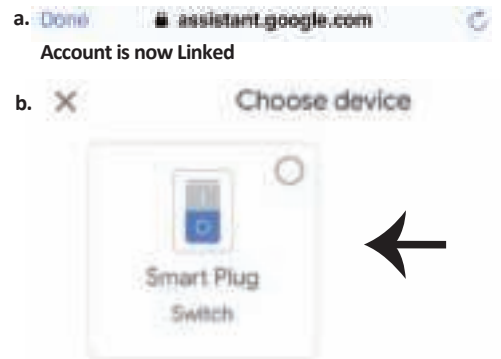 a. Done assistant.google.com
Account is now Linked
b. Choose device
Smart Plug
Switch